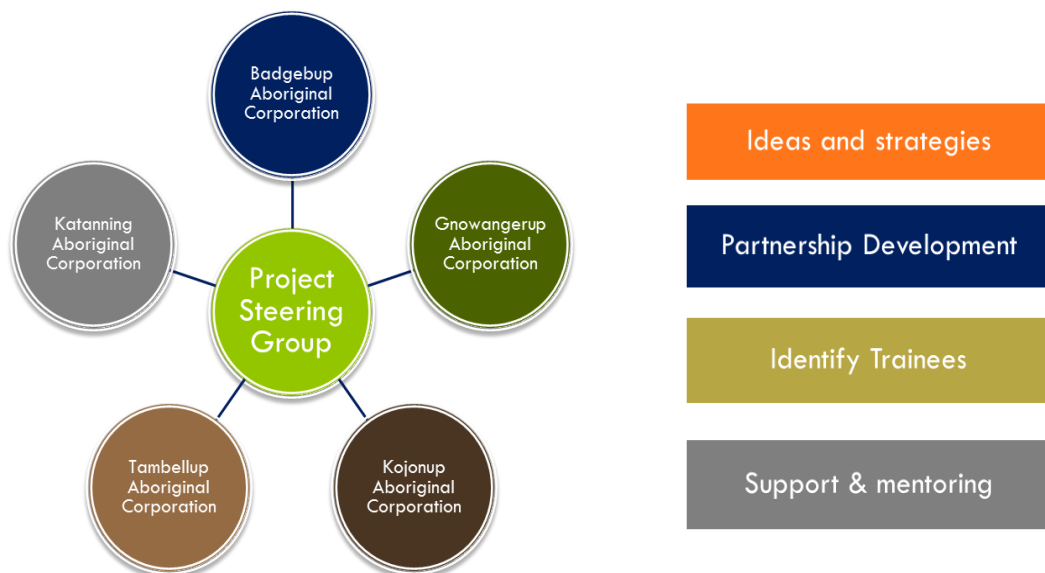 Badgebup
Aboriginal
Corporation
Katanning
Aboriginal
Corporation
Gnowangerup
Aboriginal
Corporation
Project
Steering
Group
Tambellup
Aboriginal
Corporation
Kojonup
Aboriginal
Corporation
Ideas and strategies
Partnership Development
Identify Trainees
Support & mentoring